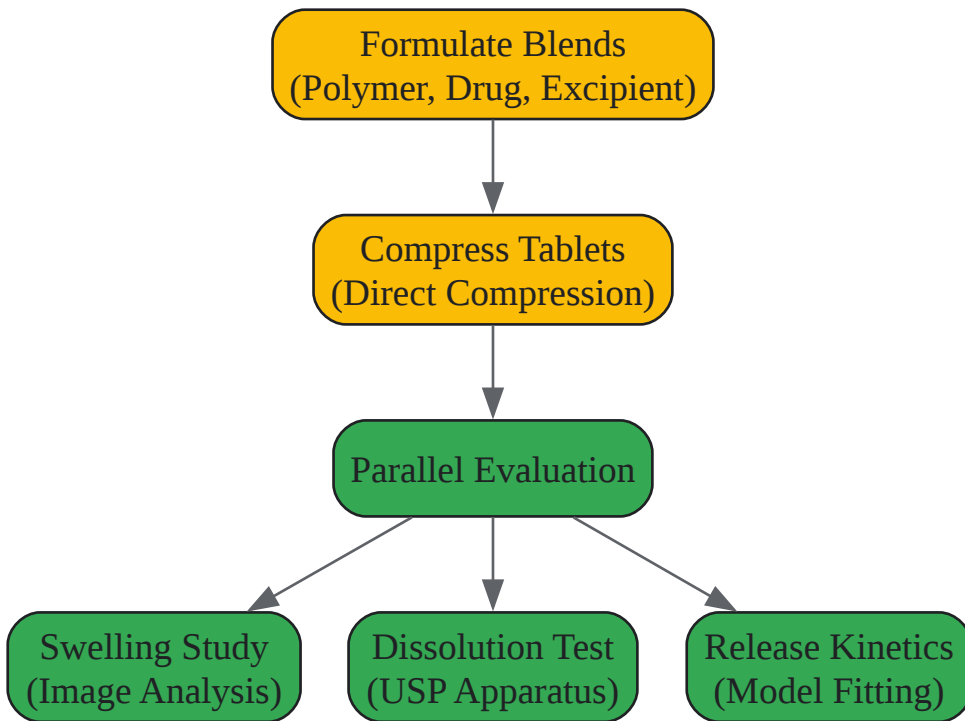 Formulate Blends
(Polymer, Drug, Excipient)
Compress Tablets
(Direct Compression)
Parallel Evaluation
Swelling Study
(Image Analysis)
Dissolution Test
(USP Apparatus)
Release Kinetics
(Model Fitting)